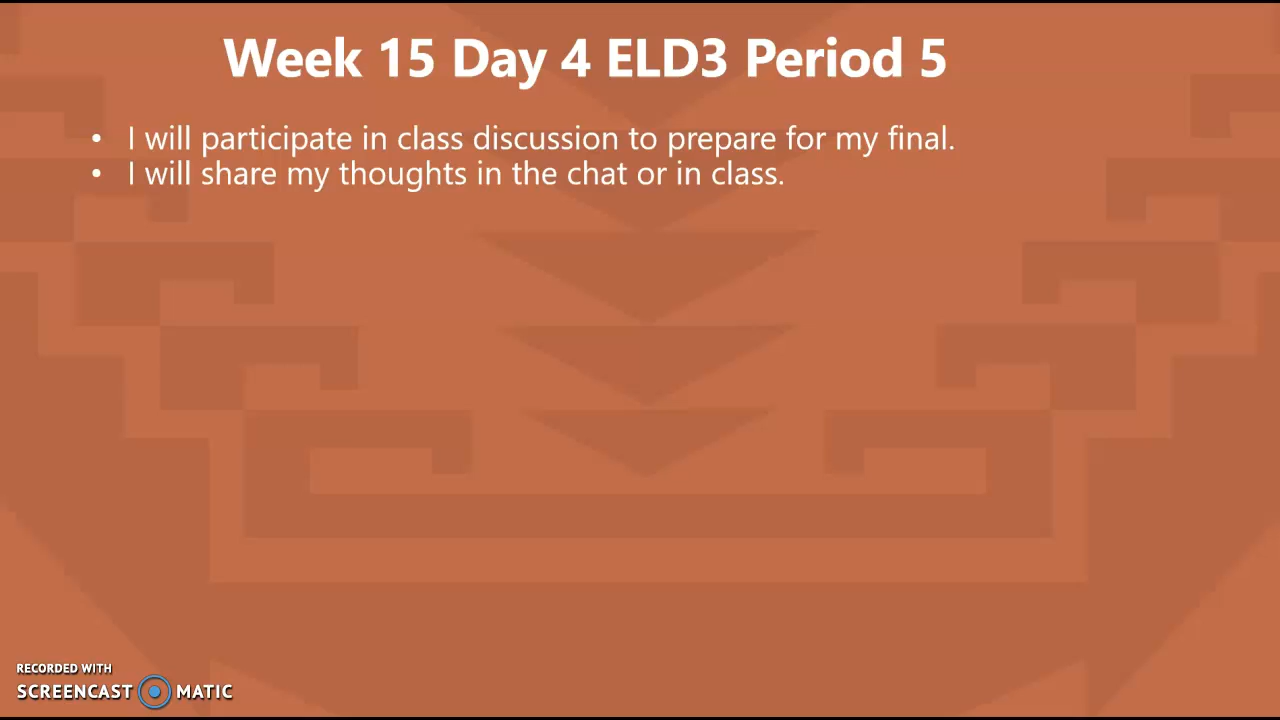 Week 15 Day 4 ELD3 Period 5
• I will participate in class discussion to prepare for my final.
• I will share my thoughts in the chat or in class.
RECORDED WITH
SCREENCAST MATIC